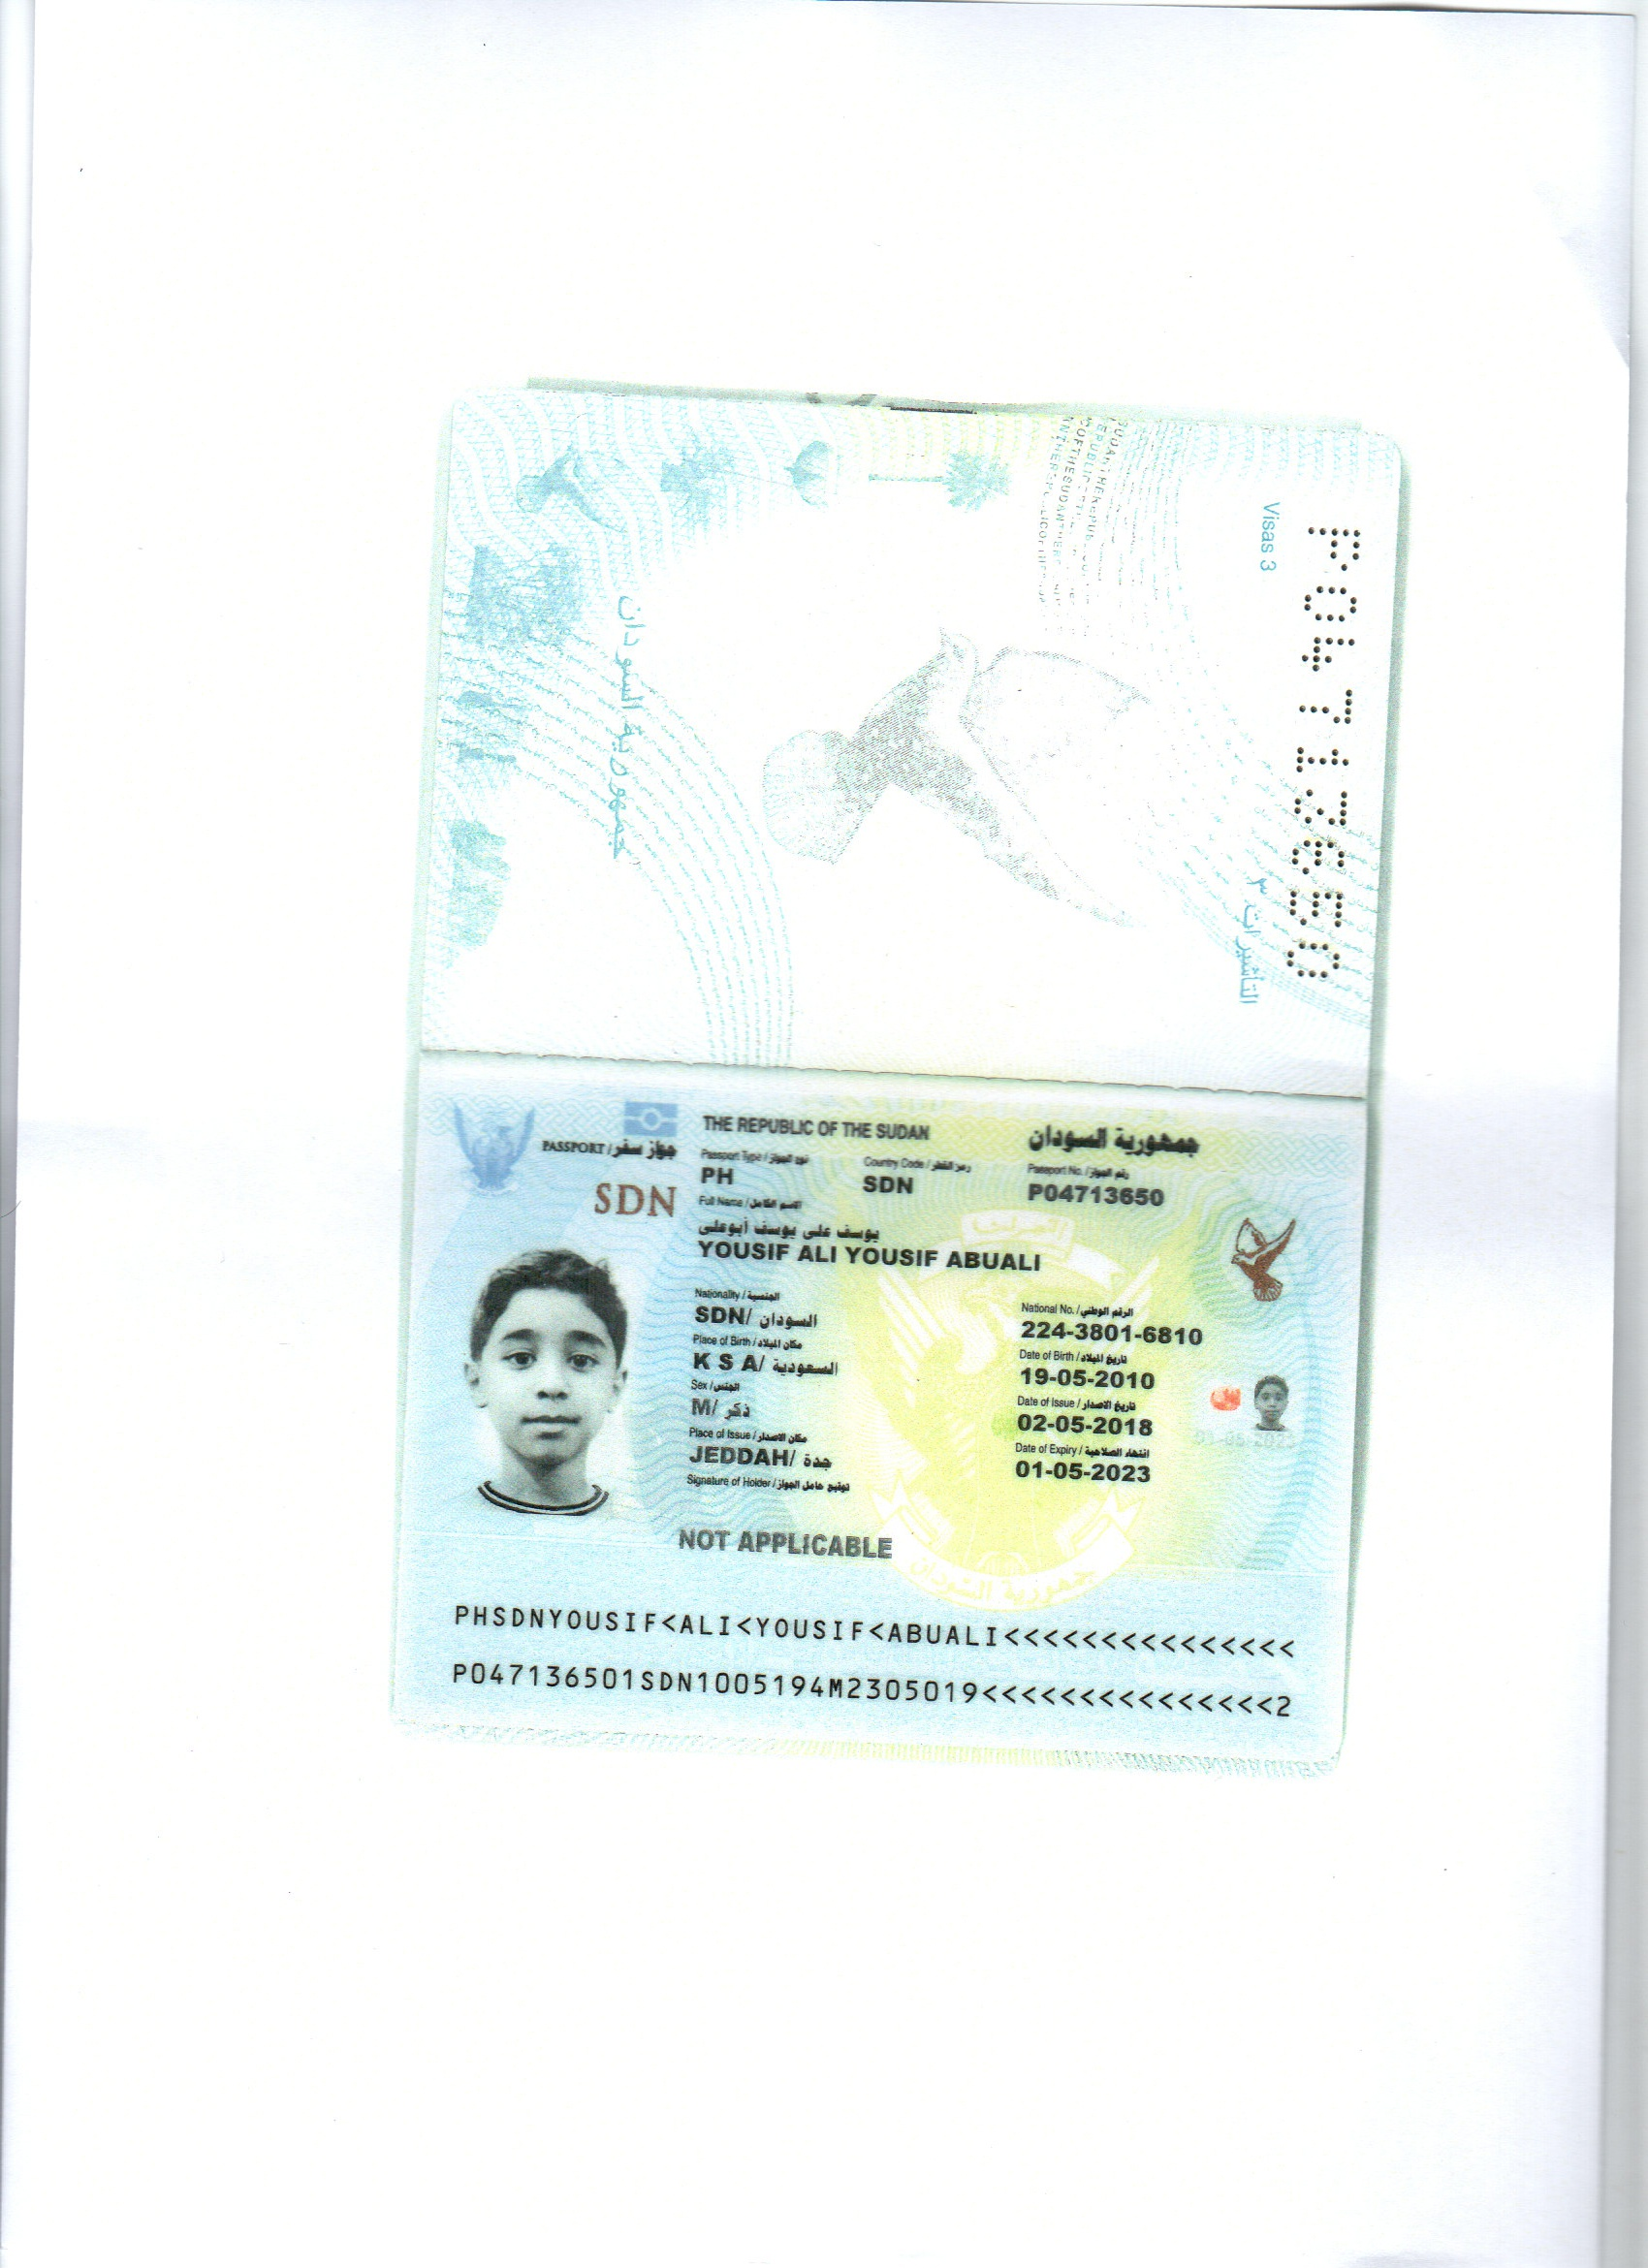 P04713650
Visas 3
التأشيرات ٣
جمهورية السودان
THE REPUBLIC OF THE SUDAN
جمهورية السودان
PASSPORT / جواز سفر
SDN
Passport Type / نوع الجواز
Country Code / رمز القطر
Passport No. / رقم الجواز
PH
SDN
P04713650
Full Name / الاسم الكامل
يوسف على يوسف أبوعلى
YOUSIF ALI YOUSIF ABUALI
Nationality / الجنسية
National No. / الرقم الوطني
SDN/ السودان
224-3801-6810
Place of Birth / مكان الميلاد
Date of Birth / تاريخ الميلاد
K S A/ السعودية
19-05-2010
Sex / الجنس
Date of Issue / تاريخ الاصدار
M/ ذكر
02-05-2018
Place of Issue / مكان الاصدار
Date of Expiry / انتهاء الصلاحية
JEDDAH/ جدة
01-05-2023
Signature of Holder / توقيع حامل الجواز
NOT APPLICABLE
جمهورية السودان
PHSDNYOUSIF<ALI<YOUSIF<ABUALI<<<<<<<<<<<<<<<
P047136501SDN1005194M2305019<<<<<<<<<<<<<<<2